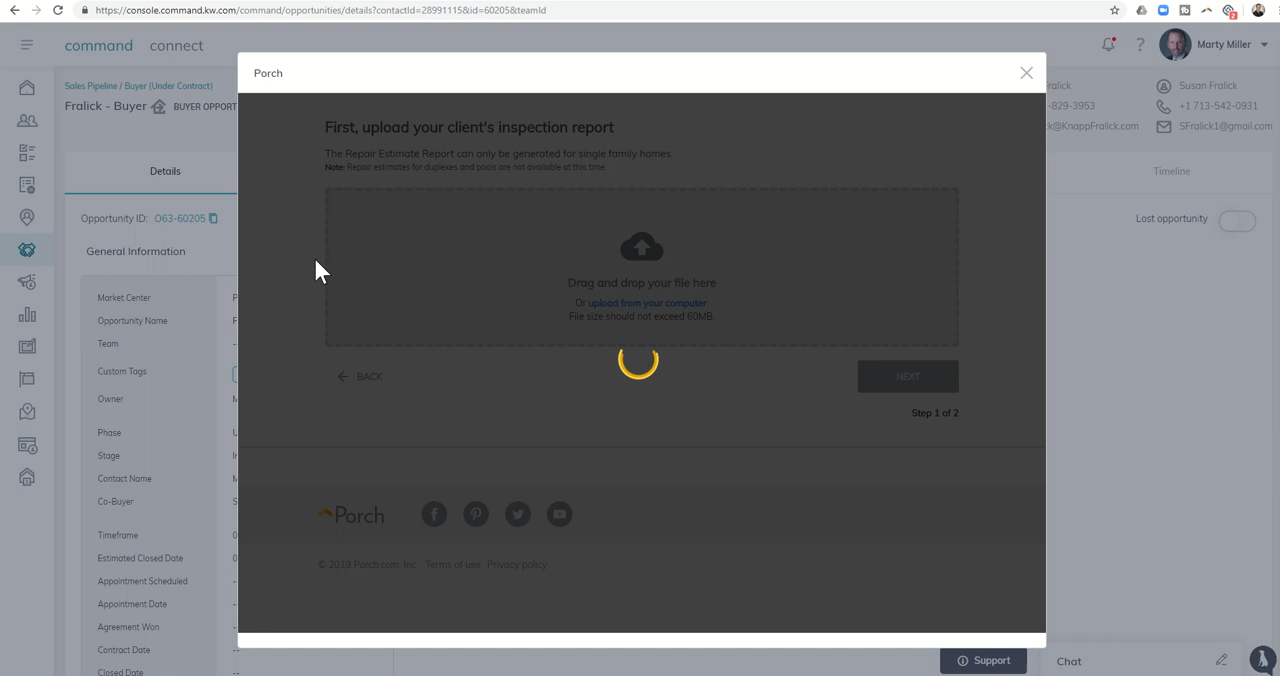 https://console.command.kw.com/command/opportunities/details?contactId=28991115&id=60205&teamId
2
command connect
Marty Miller
Porch
Sales Pipeline / Buyer (Under Contract)
Fralick - Buyer BUYER OPPORT
ralick
Susan Fralick
-829-3953
+1 713-542-0931
k@KnappFralick.com
SFralick1@gmail.com
First, upload your client's inspection report
The Repair Estimate Report can only be generated for single family homes.
Note: Repair estimates for duplexes and pools are not available at this time.
Details
Timeline
Opportunity ID: O63-60205
Lost opportunity
General Information
Drag and drop your file here
Or upload from your computer.
File size should not exceed 60MB.
Market Center P
Opportunity Name F
Team -
Custom Tags
Owner M
BACK
NEXT
Step 1 of 2
Phase U
Stage In
Contact Name M
Co-Buyer S
Timeframe 0
Estimated Closed Date 0
Appointment Scheduled -
Appointment Date -
Agreement Won -
Contract Date --
Closed Date --
Porch
© 2019 Porch.com, Inc. Terms of use Privacy policy
Support
Chat